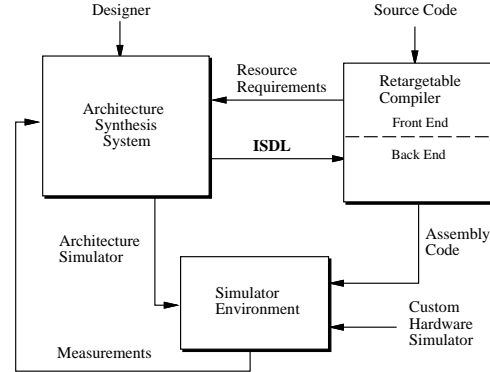 Designer
Source Code
Architecture
Synthesis
System
Resource
Requirements
Retargetable
Compiler
Front End
Back End
ISDL
Architecture
Simulator
Assembly
Code
Simulator
Environment
Custom
Hardware
Simulator
Measurements